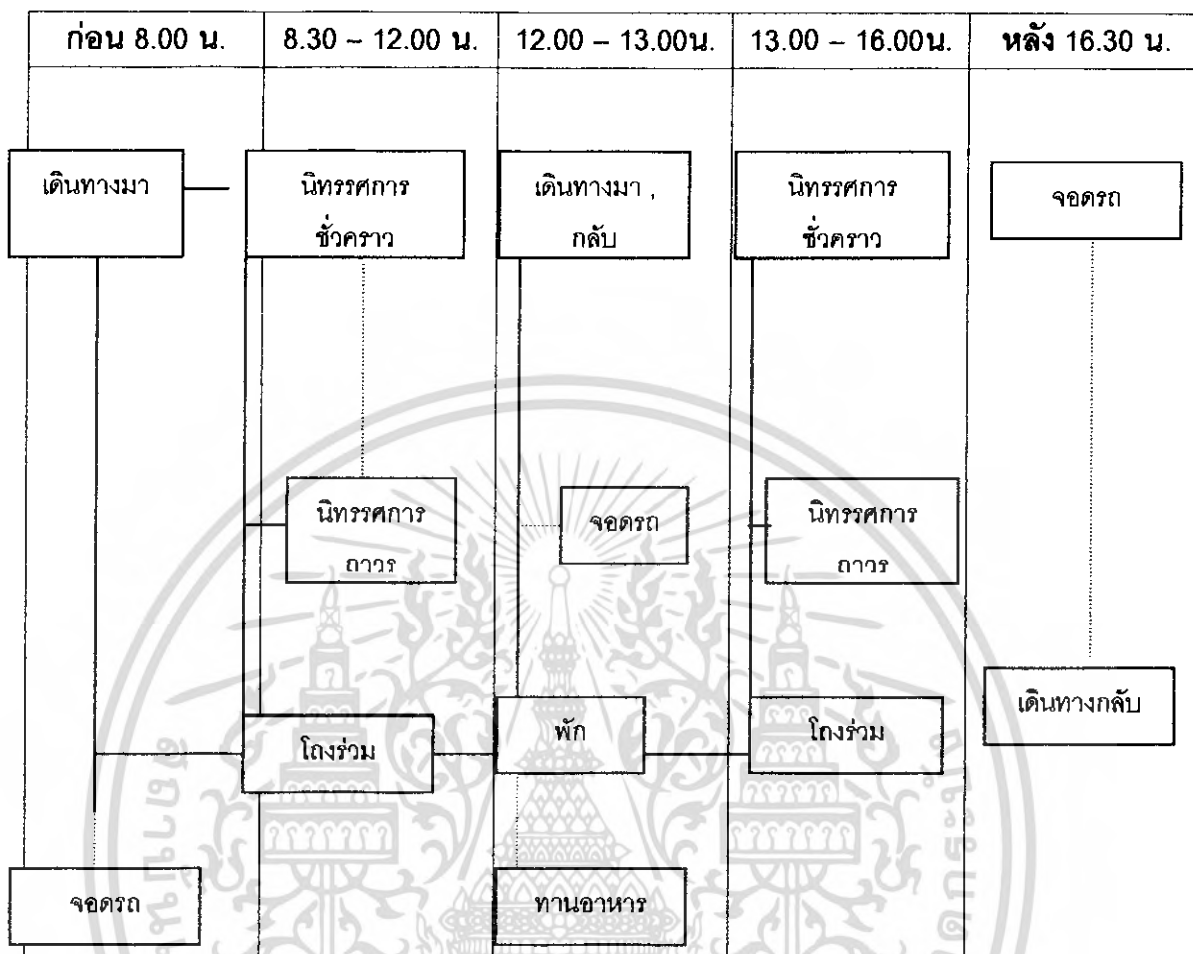 ก่อน 8.00 น.
8.30 – 12.00 น.
12.00 – 13.00น.
13.00 – 16.00น.
หลัง 16.30 น.
เดินทางมา
นิทรรศการ
ชั่วคราว
เดินทางมา ,
กลับ
นิทรรศการ
ชั่วคราว
จอดรถ
นิทรรศการ
ถาวร
จอดรถ
นิทรรศการ
ถาวร
โถงร่วม
พัก
โถงร่วม
เดินทางกลับ
จอดรถ
ทานอาหาร